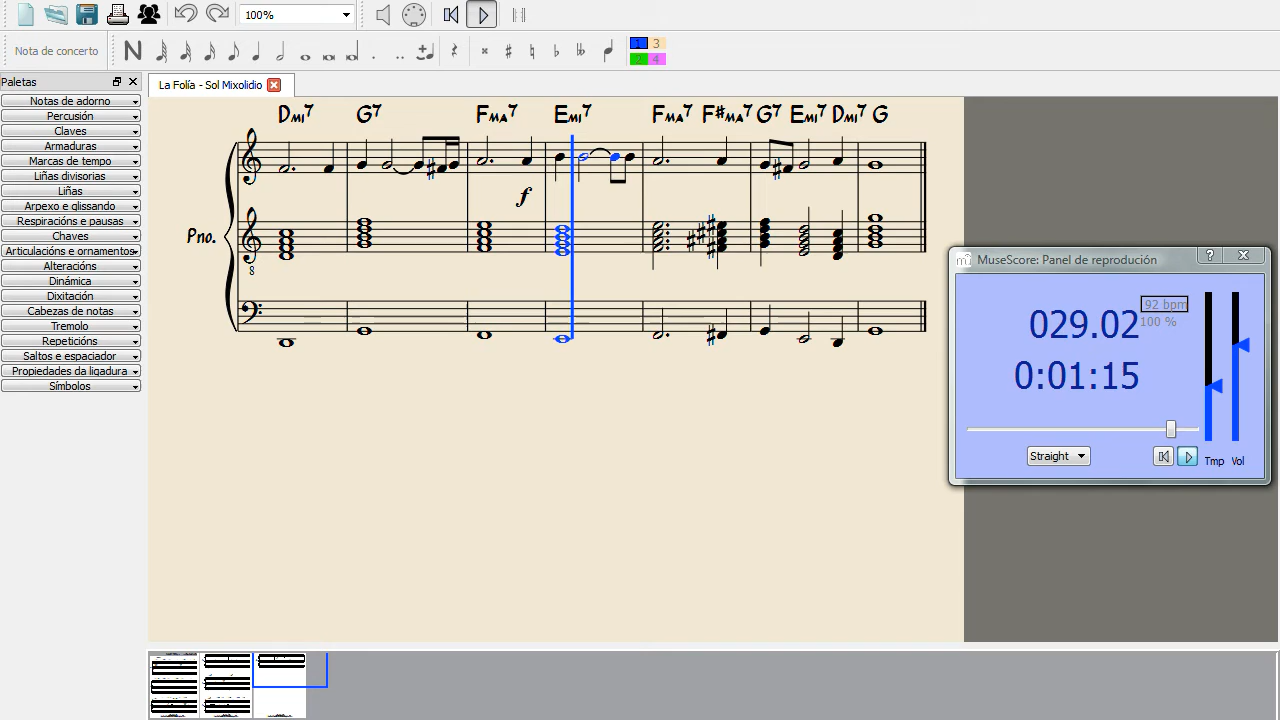 100%
Nota de concerto
N
1 3
2 4
Paletas
La Folía - Sol Mixolidio
Notas de adorno
Percusión
Claves
Armaduras
Marcas de tempo
Liñas divisorias
Liñas
Arpexo e glissando
Respiracións e pausas
Chaves
Articulacións e ornamentos
Alteracións
Dinámica
Dixitación
Cabezas de notas
Tremolo
Repeticións
Saltos e espaciador
Propiedades da ligadura
Símbolos
Dmi7 G7 Fma7 Emi7 Fma7 F#ma7 G7 Emi7 Dmi7 G
f
Pno.
8
MuseScore: Panel de reprodución
029.02
92 bpm
100 %
0:01:15
Straight
Tmp Vol